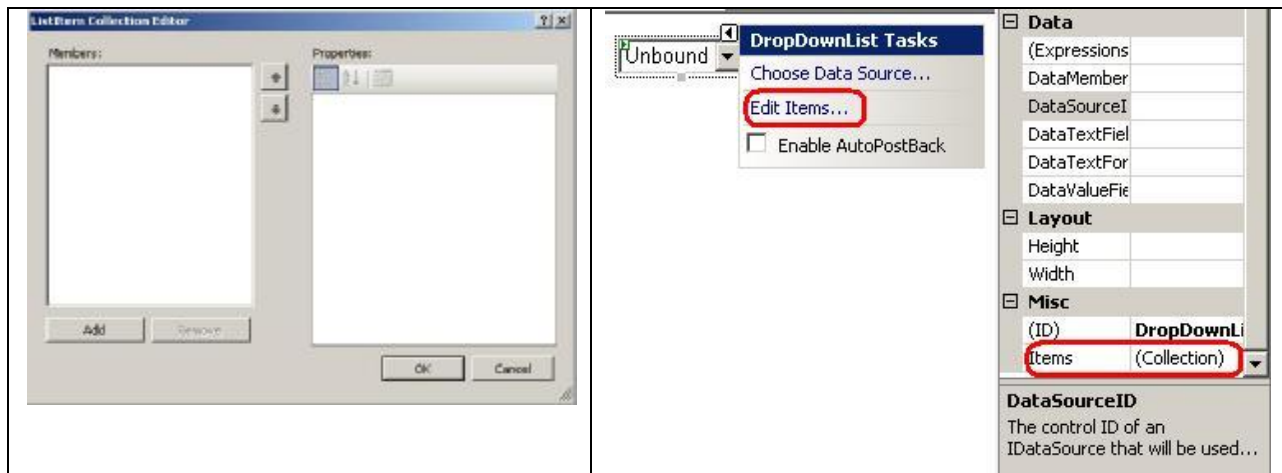 ListItem Collection Editor
Members:
Properties:
Add
Remove
OK
Cancel
Unbound
DropDownList Tasks
Choose Data Source...
Edit Items...
Enable AutoPostBack
Data
(Expressions
DataMember
DataSourceI
DataTextFiel
DataTextFor
DataValueFie
Layout
Height
Width
Misc
(ID) DropDownLi
Items (Collection)
DataSourceID
The control ID of an
IDataSource that will be used...